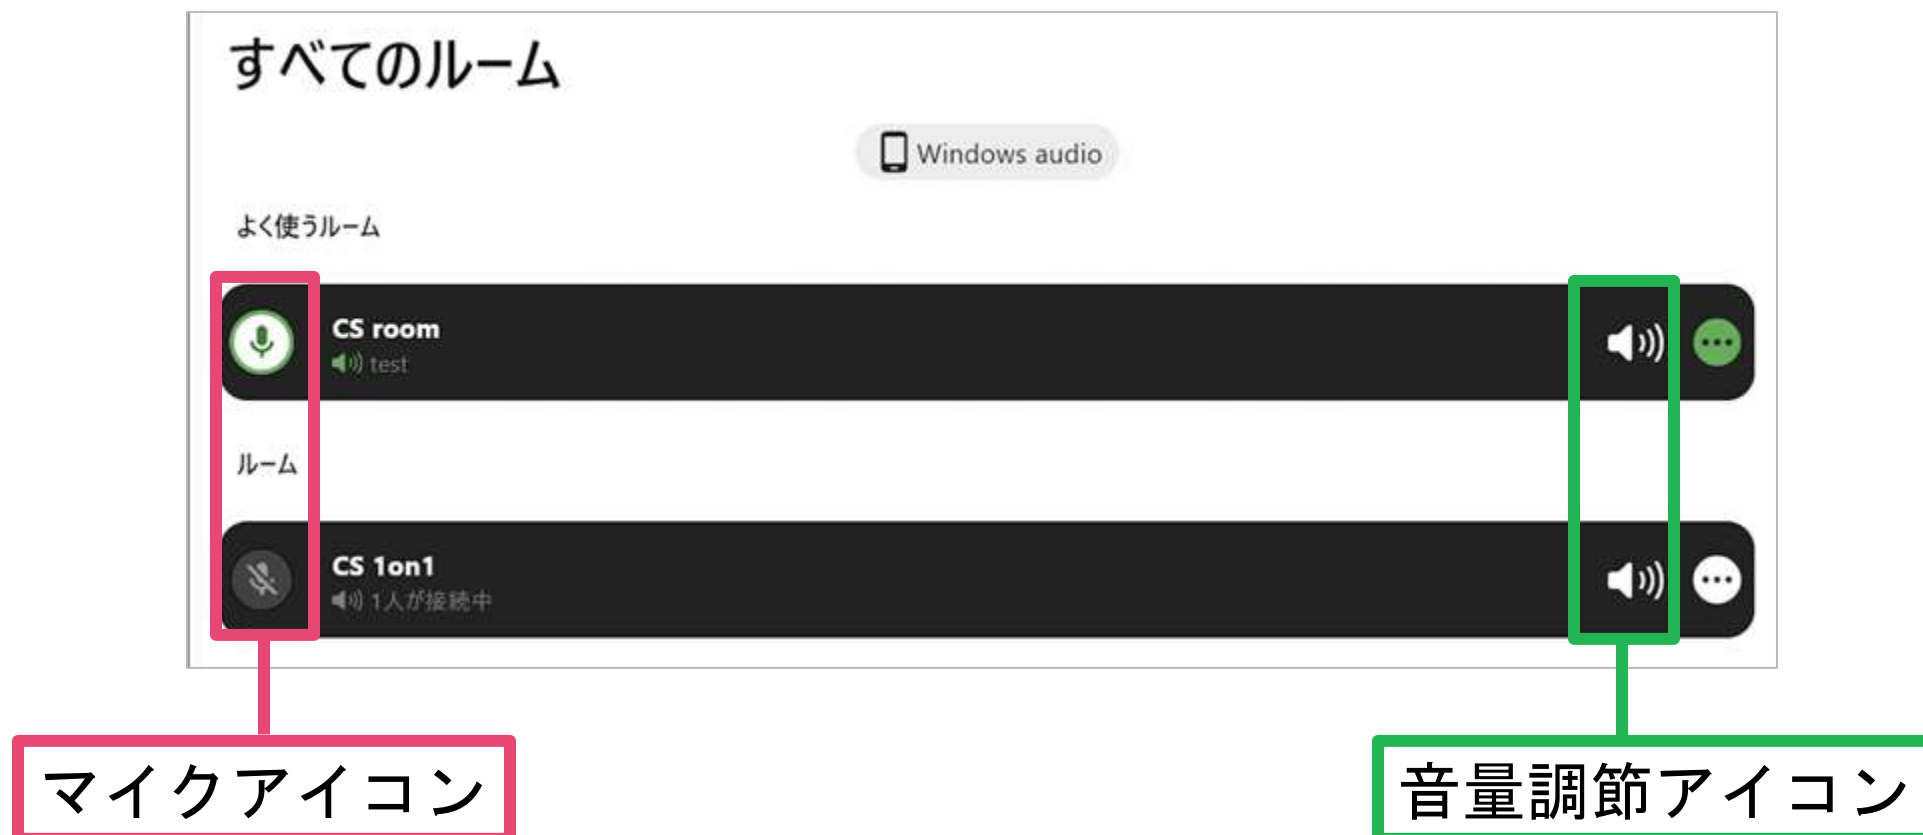 すべてのルーム
Windows audio
よく使うルーム
CS room
test
ルーム
CS 1on1
1人が接続中
マイクアイコン
音量調節アイコン